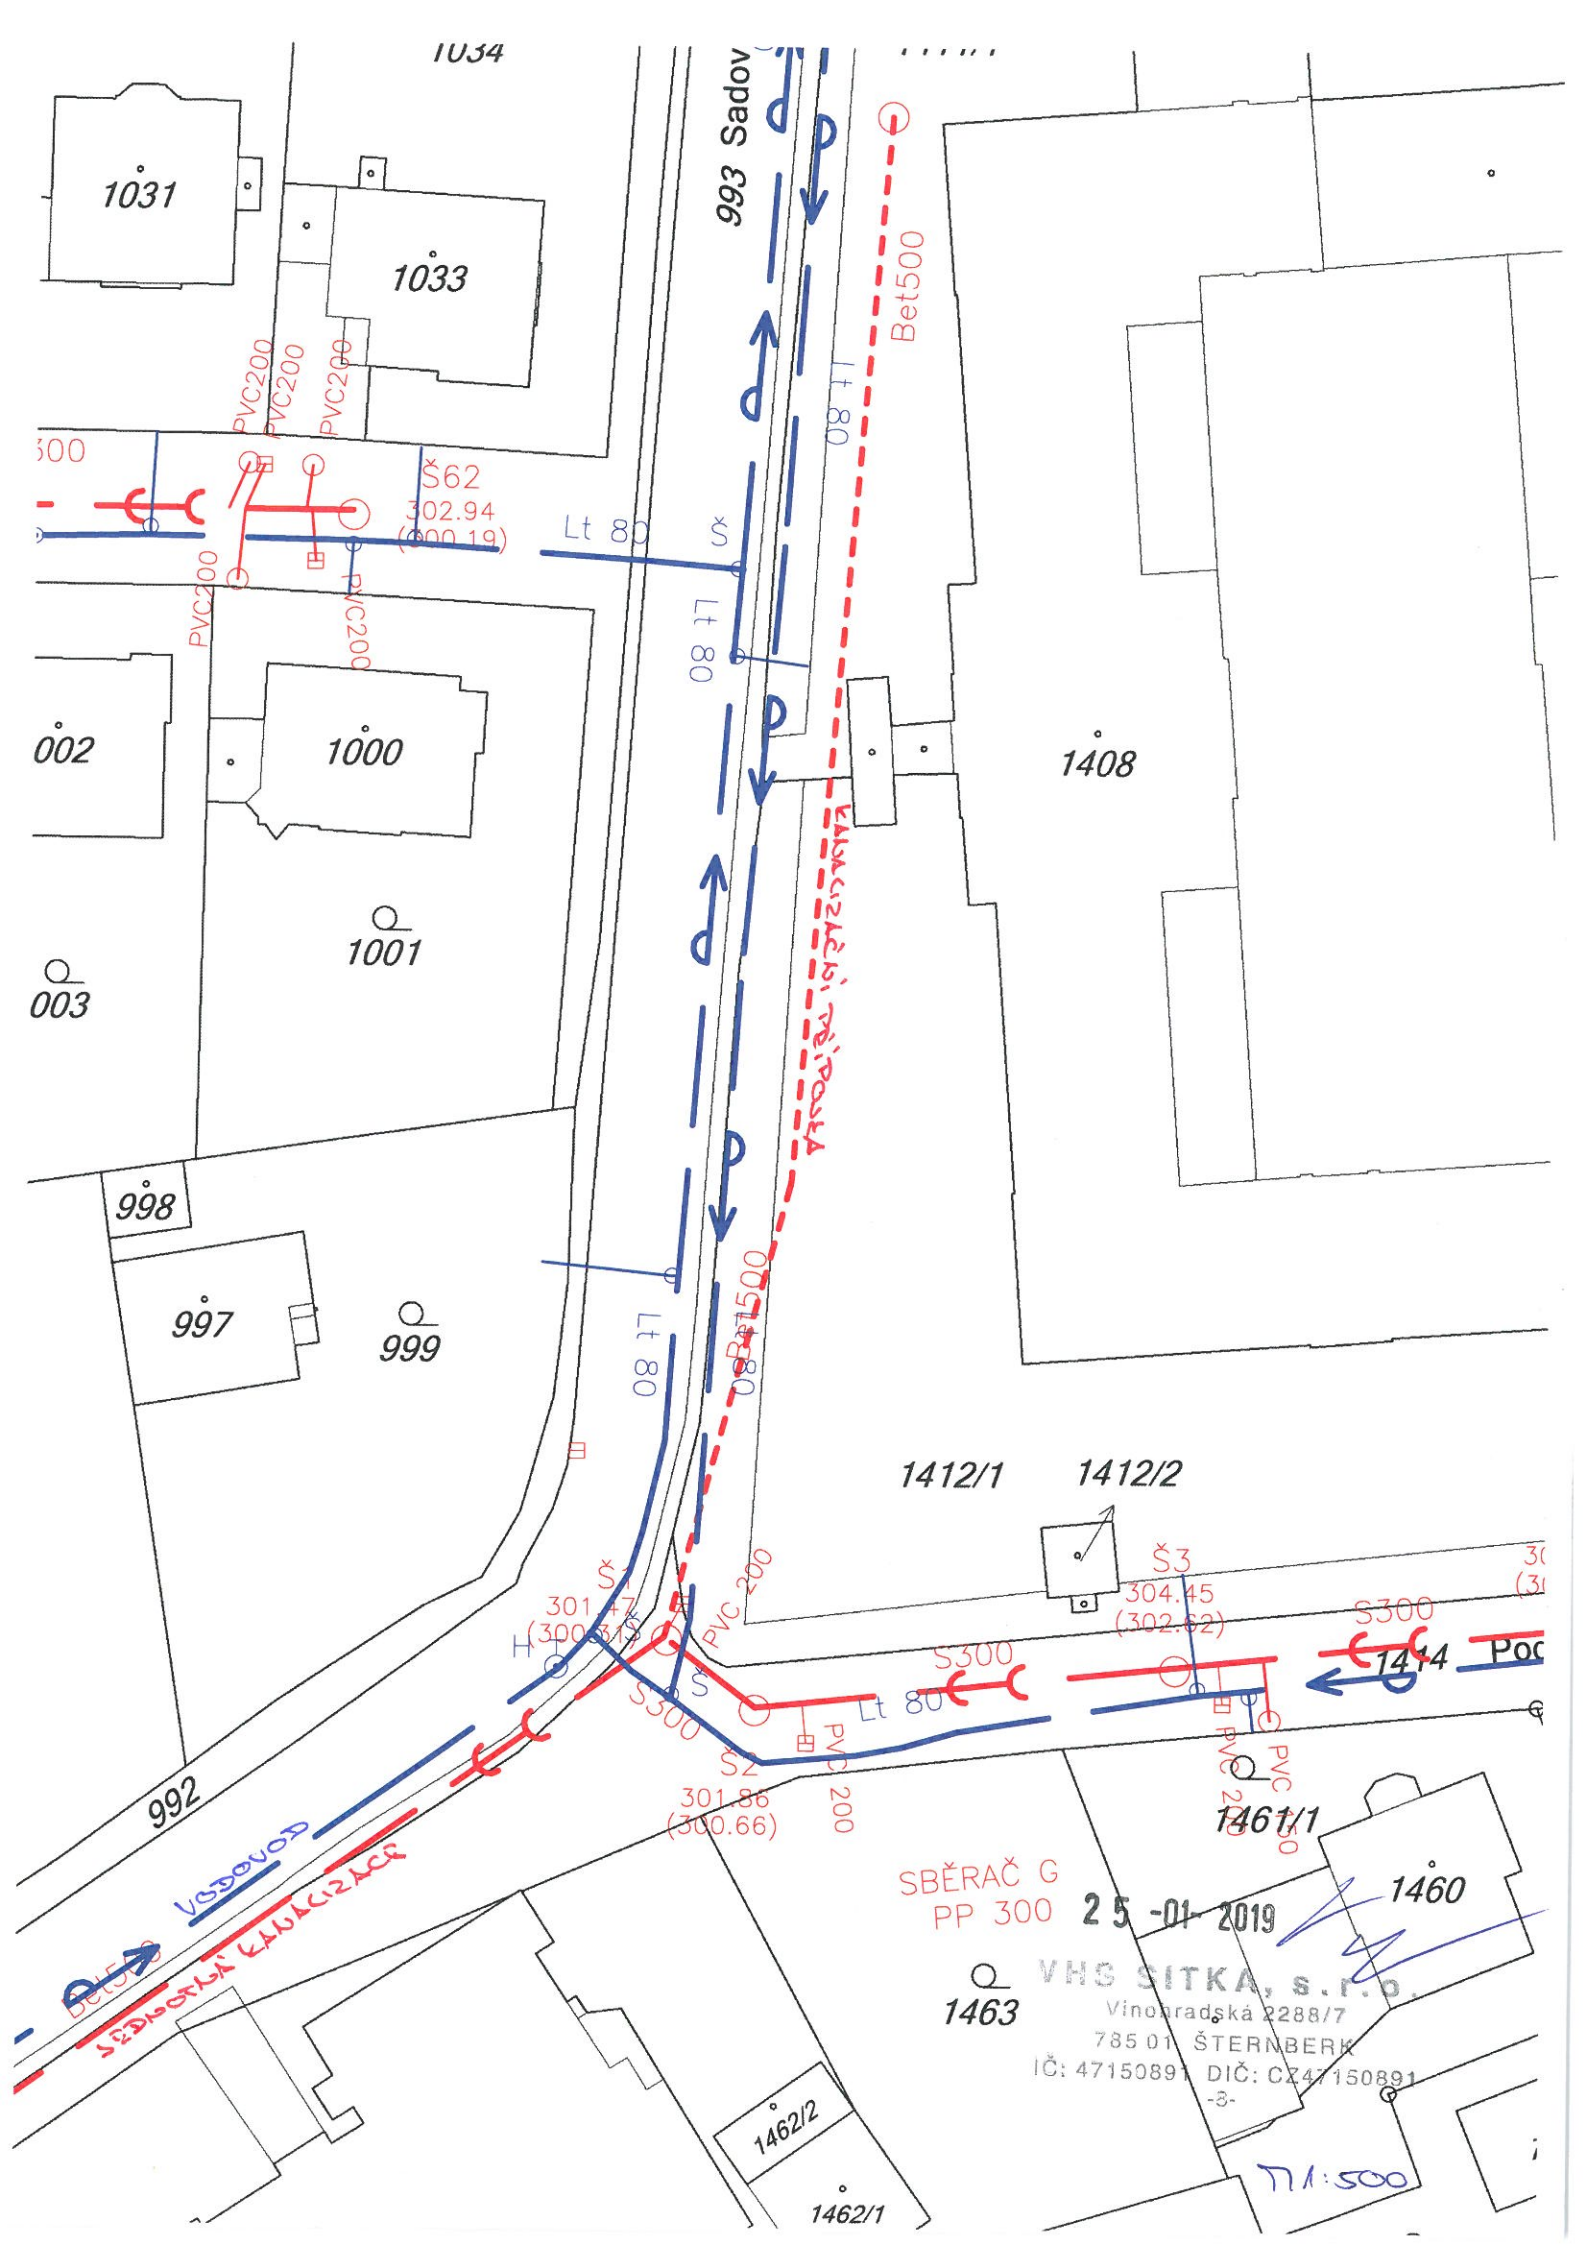 1034
993 Sadov
1031
1033
Bet500
Lt 80
PVC200
PVC200
PVC200
Š62
302.94
Lt 80
Š
PVC200
PVC200
Lt 80
002
1000
1408
KANALIZAČNÍ PŘÍPOJKA
1001
003
998
997
999
Bet500
Lt 80
Lt 80
1412/1
1412/2
Š1
301.47
PVC 200
Š3
304.45
(302.62)
S300
H
Š
S300
Š
S300
1414
Lt 80
Š2
301.86
(300.66)
PVC 200
PVC 200
PVC 150
1461/1
992
VODOVOD
JEDNOTNÁ KANALIZACE
Bet500
SBĚRAČ G
PP 300
25 -01- 2019
1460
1463
VHS SITKA, s.r.o.
Vinohradská 2288/7
785 01 ŠTERNBERK
IČ: 47150891 DIČ: CZ47150891
-3-
1462/2
1462/1
M 1:500